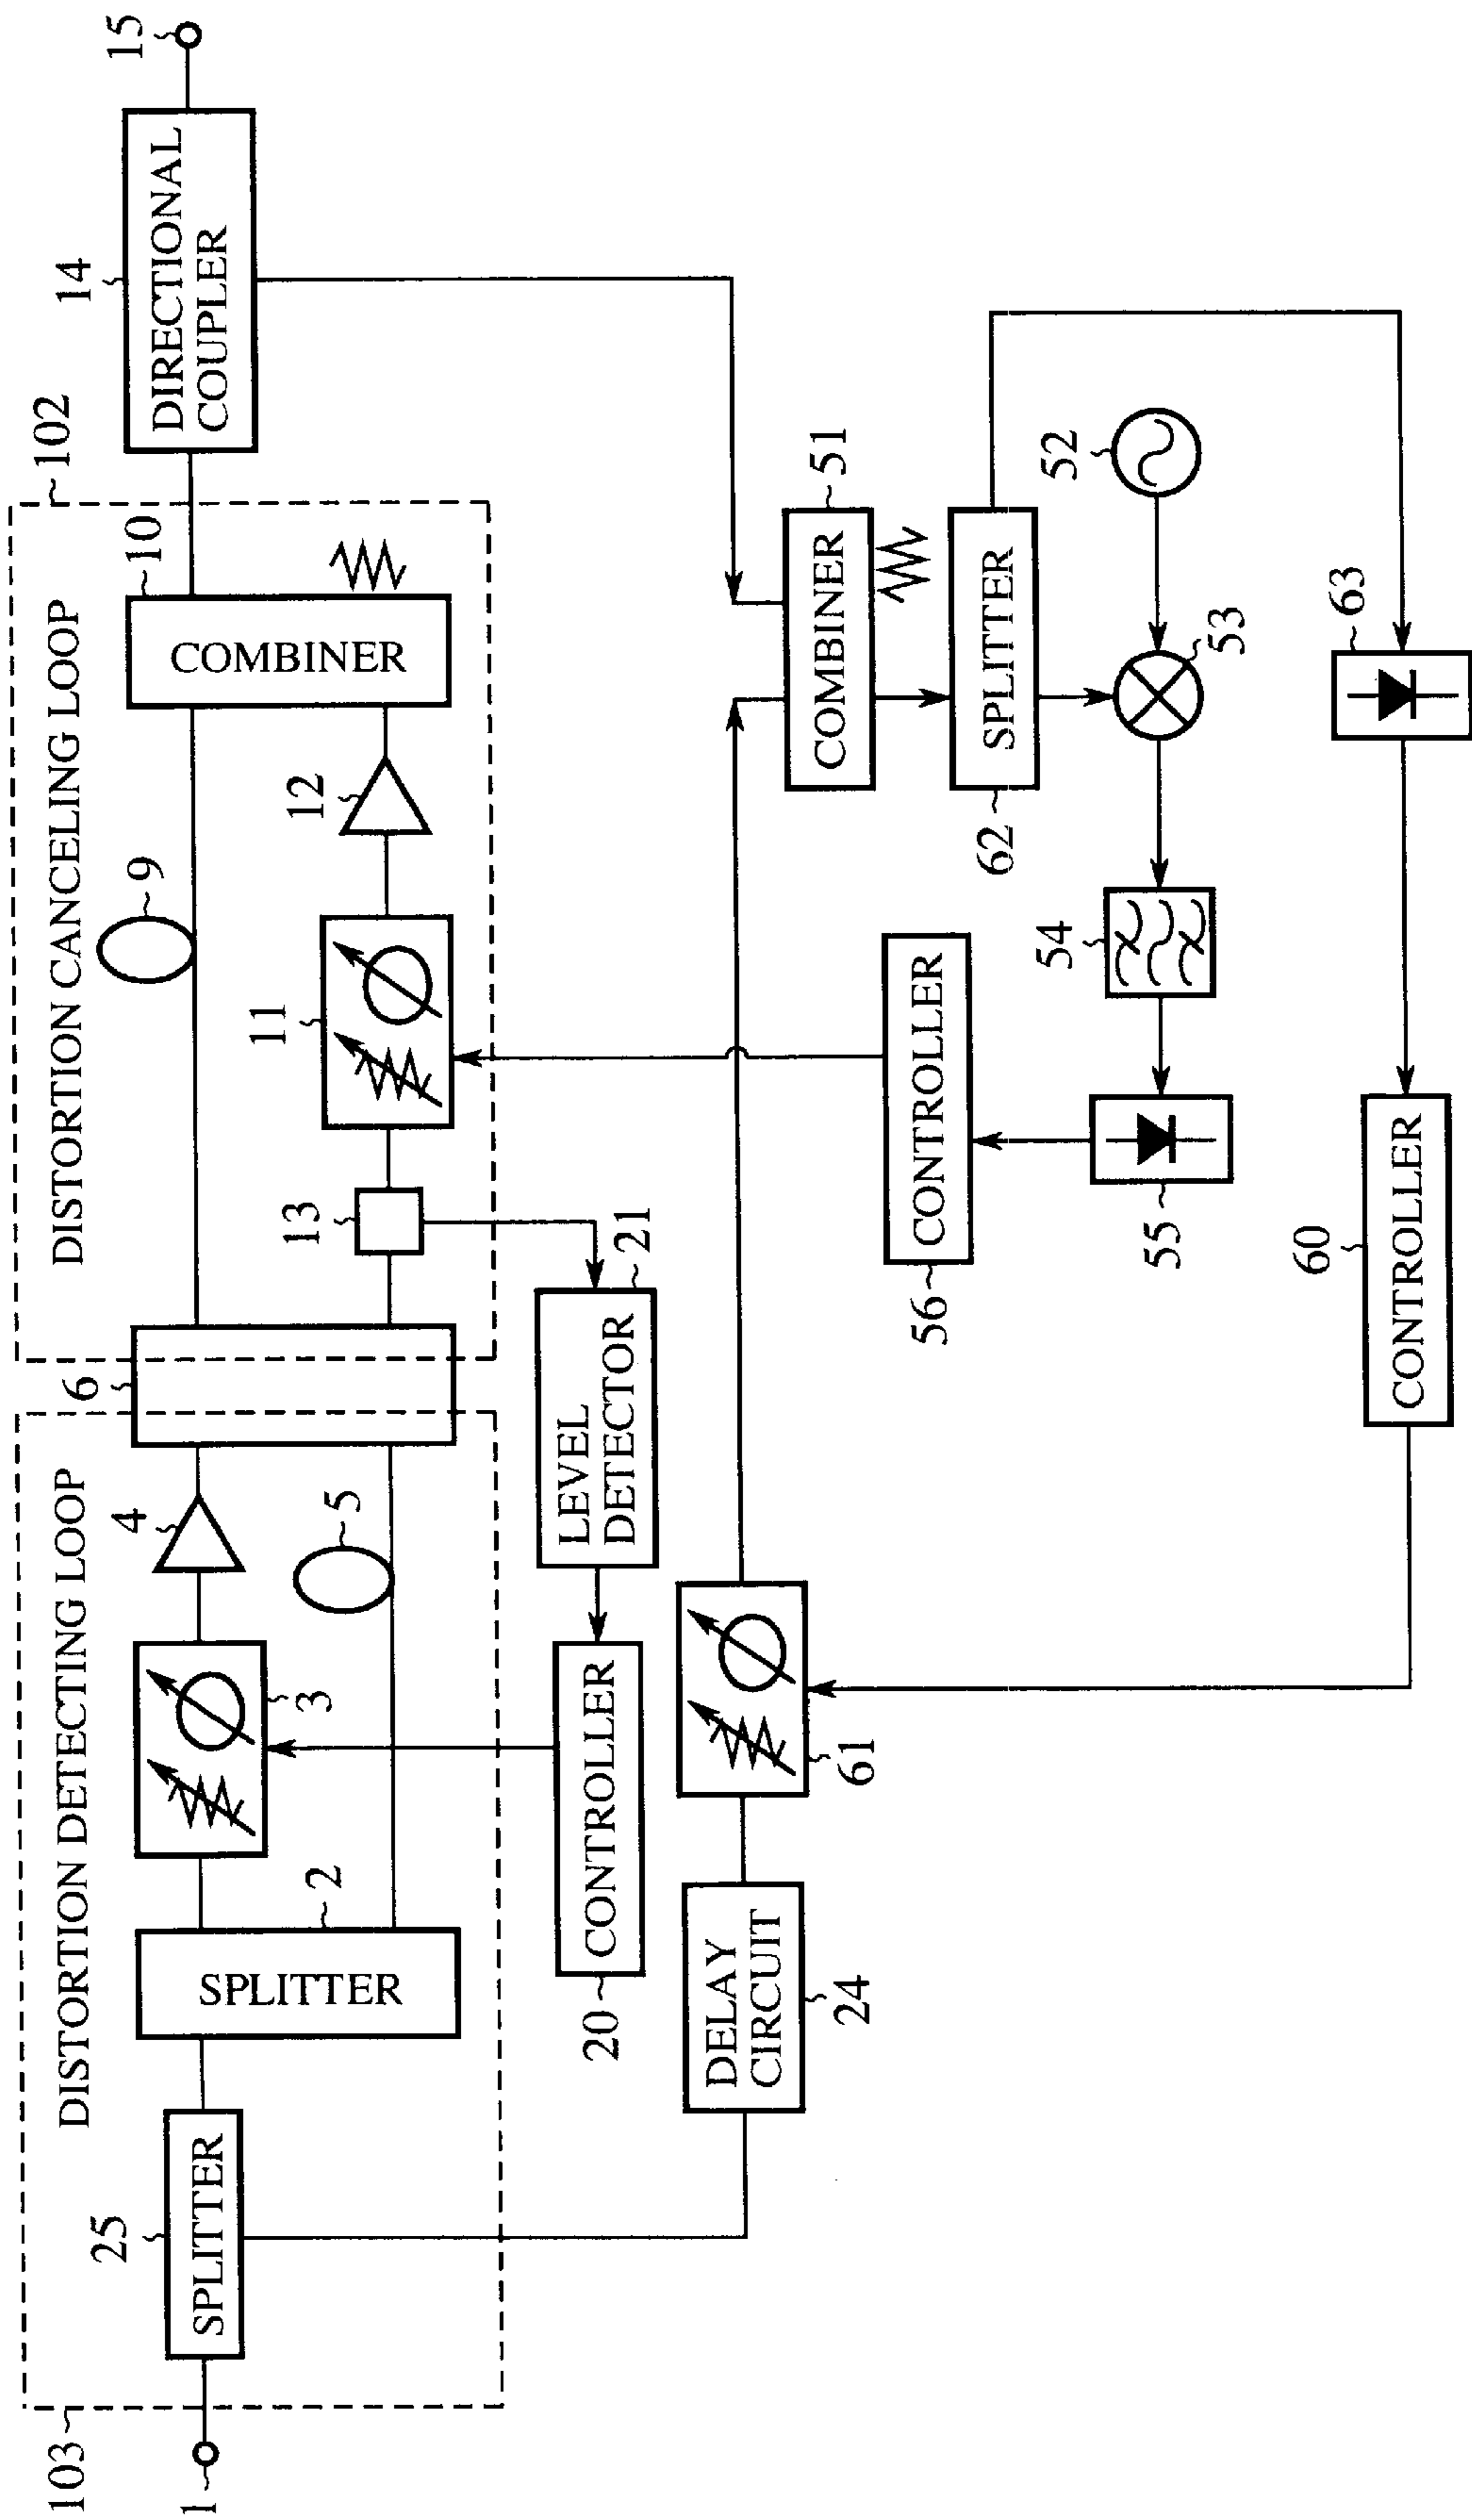 103
1
25
SPLITTER
DISTORTION DETECTING LOOP
SPLITTER
2
3
4
5
6
DISTORTION CANCELING LOOP
9
13
11
12
COMBINER
10
102
14
DIRECTIONAL
COUPLER
15
20
CONTROLLER
LEVEL
DETECTOR
21
DELAY
CIRCUIT
24
61
56
CONTROLLER
COMBINER
51
SPLITTER
62
52
53
54
55
63
60
CONTROLLER